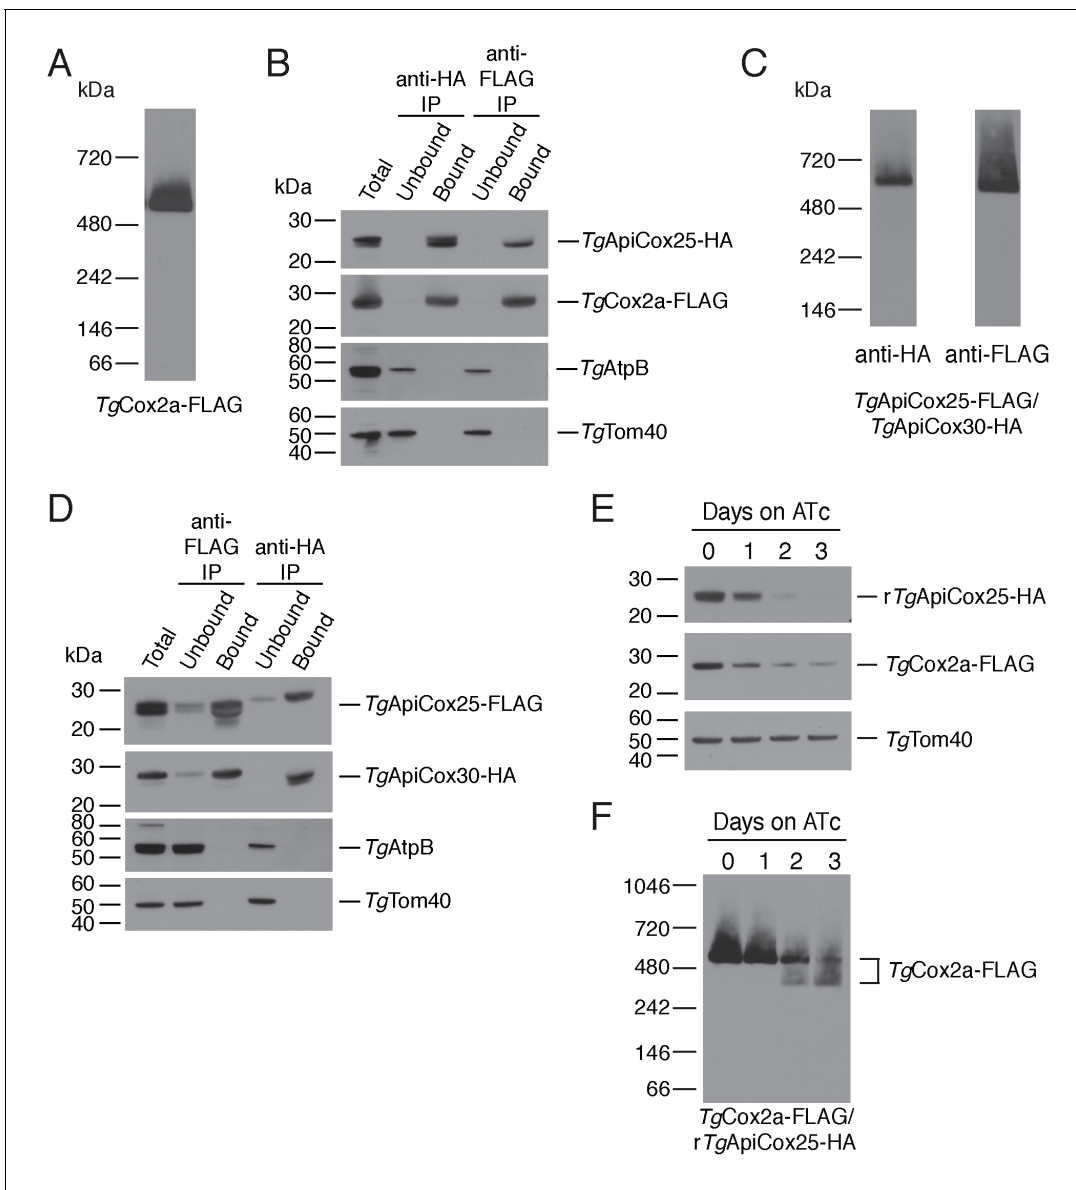 A
kDa
720
480
242
146
66
TgCox2a-FLAG
B
anti-HA
IP
anti-
FLAG
IP
Total
Unbound
Bound
Unbound
Bound
kDa
30
20
TgApiCox25-HA
30
20
TgCox2a-FLAG
80
60
50
TgAtpB
60
50
40
TgTom40
C
kDa
720
480
242
146
anti-HA anti-FLAG
TgApiCox25-FLAG/
TgApiCox30-HA
D
anti-
FLAG
IP
anti-HA
IP
Total
Unbound
Bound
Unbound
Bound
kDa
30
20
TgApiCox25-FLAG
30
20
TgApiCox30-HA
80
60
50
TgAtpB
60
50
40
TgTom40
E
Days on ATc
0 1 2 3
30
20
rTgApiCox25-HA
30
20
TgCox2a-FLAG
60
50
40
TgTom40
F
Days on ATc
0 1 2 3
1046
720
480
242
146
66
TgCox2a-FLAG
TgCox2a-FLAG/
rTgApiCox25-HA